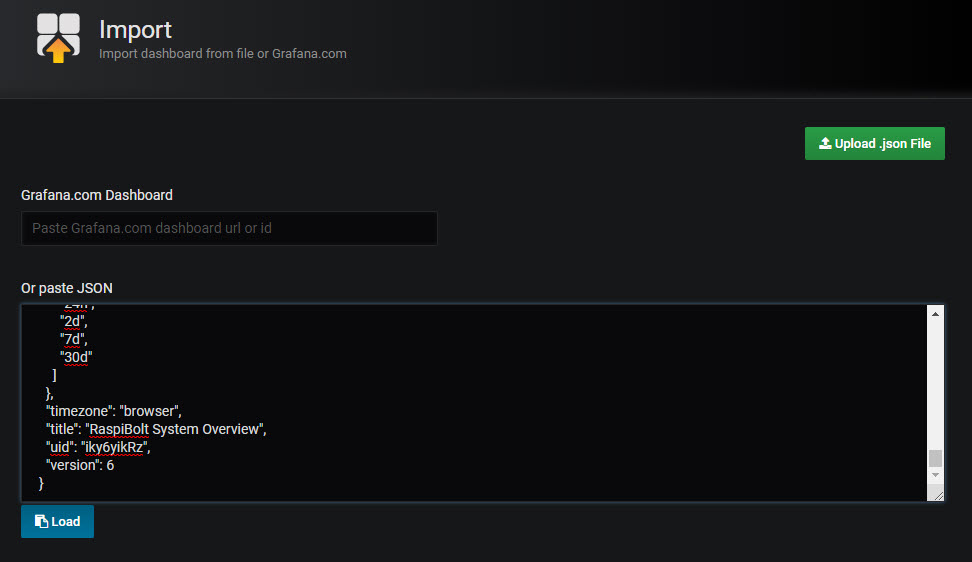 Import
Import dashboard from file or Grafana.com
Upload .json File
Grafana.com Dashboard
Paste Grafana.com dashboard url or id
Or paste JSON
"2d",
"7d",
"30d"
]
},
"timezone": "browser",
"title": "RaspiBolt System Overview",
"uid": "iky6yikRz",
"version": 6
}
Load